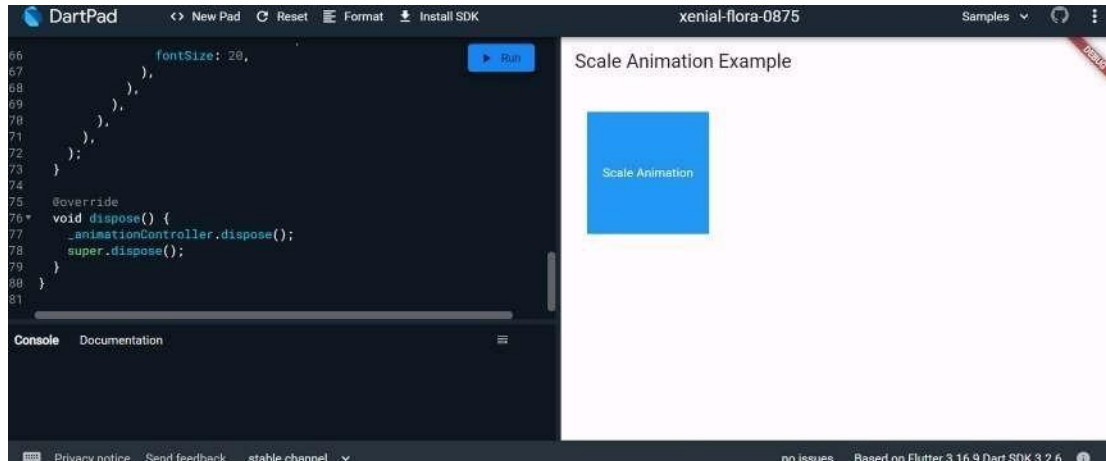 DartPad <> New Pad Reset Format Install SDK xenial-flora-0875 Samples
66 fontSize: 20,
67 ),
68 ),
69 ),
70 ),
71 ),
72 );
73 }
74
75 @override
76 void dispose() {
77 _animationController.dispose();
78 super.dispose();
79 }
80 }
81
Run
Console Documentation
Scale Animation Example
DEBUG
Scale Animation
Privacy notice Send feedback stable channel no issues Based on Flutter 3.16.9 Dart SDK 3.2.6